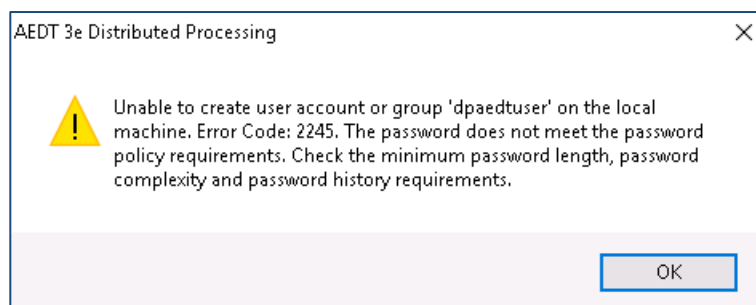 AEDT 3e Distributed Processing
Unable to create user account or group 'dpaedtuser' on the local
machine. Error Code: 2245. The password does not meet the password
policy requirements. Check the minimum password length, password
complexity and password history requirements.
OK